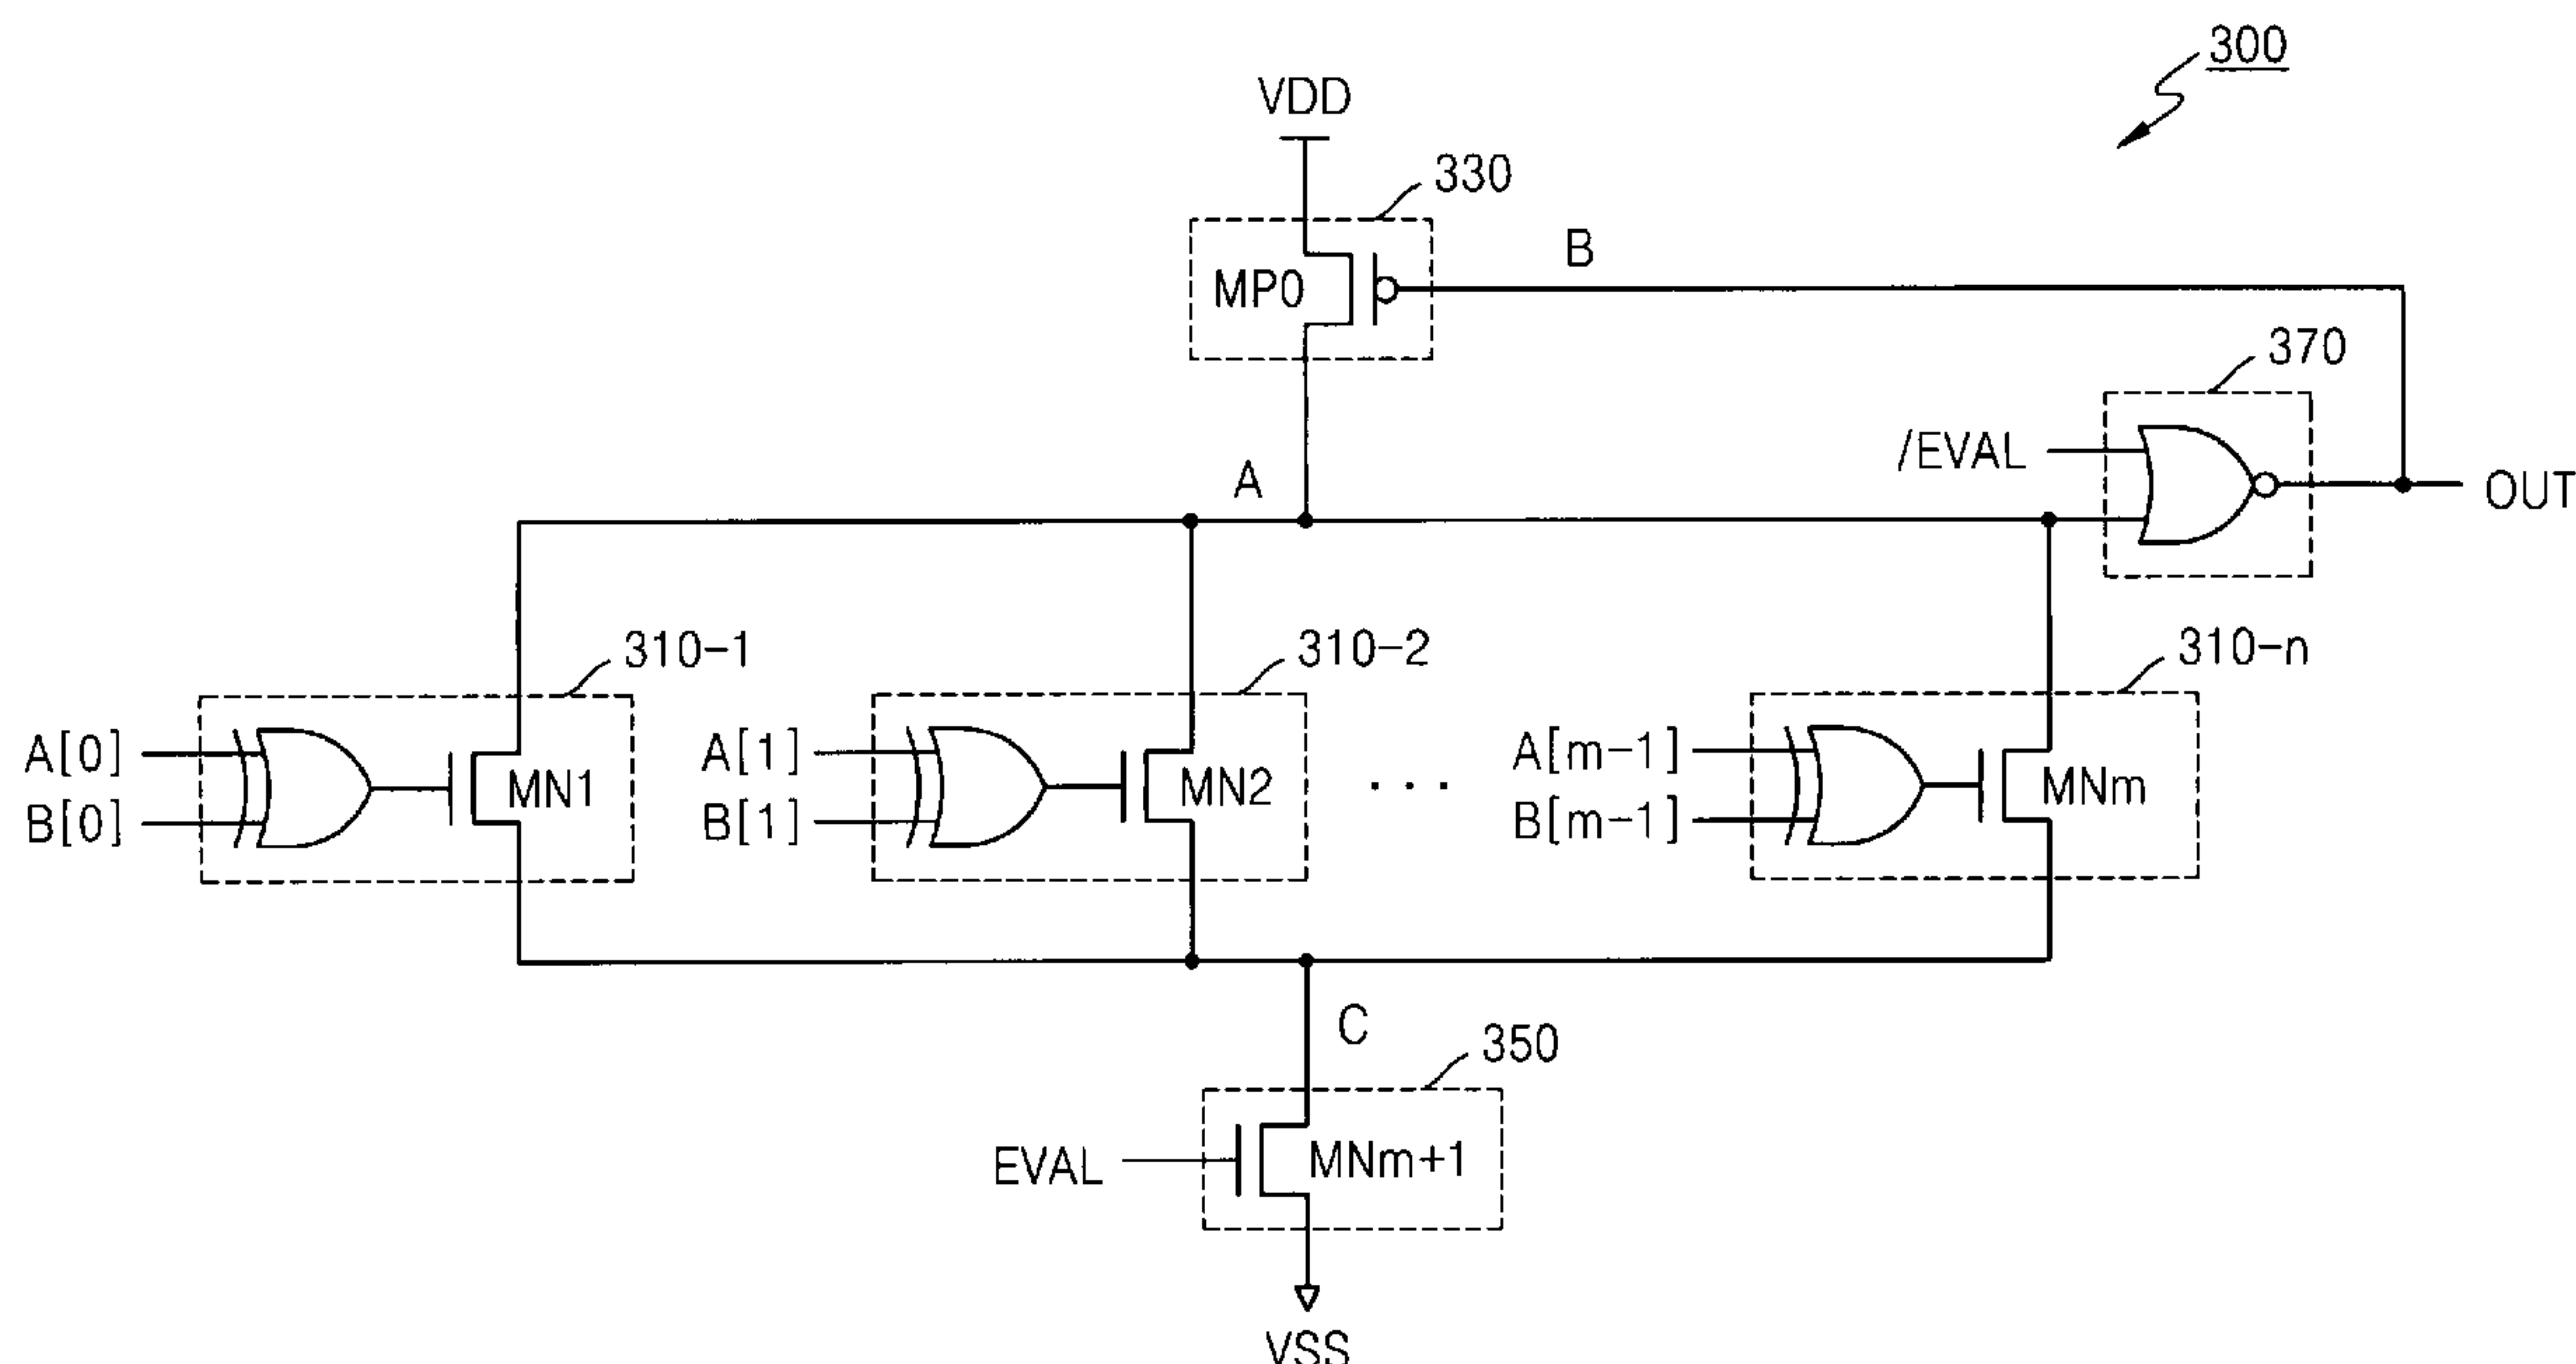 300
VDD
330
B
MP0
370
/EVAL
A
OUT
310-1
310-2
310-n
A[0]
B[0]
MN1
A[1]
B[1]
MN2
. . .
A[m-1]
B[m-1]
MNm
C
350
EVAL
MNm+1
VSS